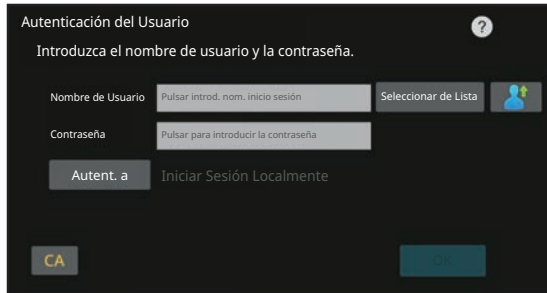 Autenticación del Usuario ?
Introduzca el nombre de usuario y la contraseña.
Nombre de Usuario Pulsar introd. nom. inicio sesión Seleccionar de Lista
Contraseña Pulsar para introducir la contraseña
Autent. a Iniciar Sesión Localmente
CA OK